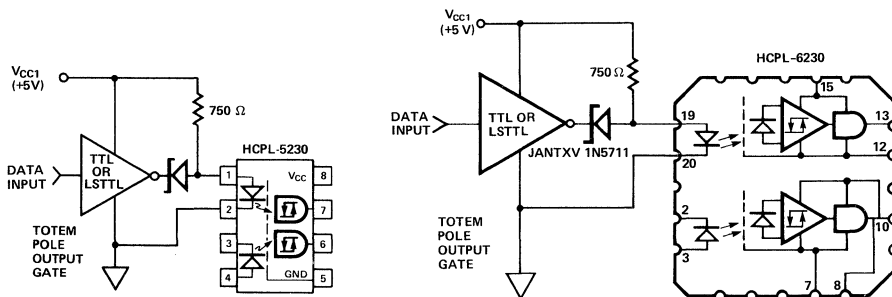 VCC1
(+5V)
750 Ω
HCPL-5230
DATA
INPUT
TTL
OR
LSTTL
1
2
3
4
VCC
8
7
6
GND
5
TOTEM
POLE
OUTPUT
GATE
VCC1
(+5 V)
750 Ω
HCPL-6230
DATA
INPUT
TTL OR
LSTTL
JANTXV 1N5711
19
20
2
3
15
13
12
10
7
8
TOTEM
POLE
OUTPUT
GATE